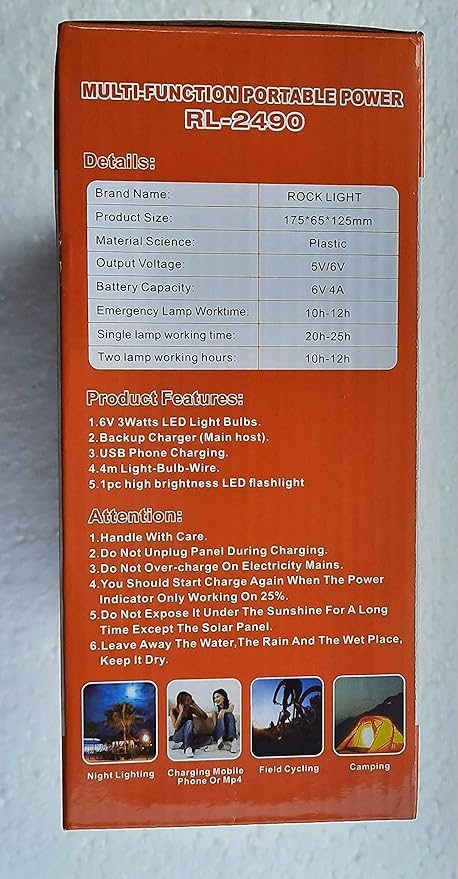 MULTI-FUNCTION PORTABLE POWER
RL-2490
Details:
Brand Name: ROCK LIGHT
Product Size: 175*65*125mm
Material Science: Plastic
Output Voltage: 5V/6V
Battery Capacity: 6V 4A
Emergency Lamp Worktime: 10h-12h
Single lamp working time: 20h-25h
Two lamp working hours: 10h-12h
Product Features:
1.6V 3Watts LED Light Bulbs.
2.Backup Charger (Main host).
3.USB Phone Charging.
4.4m Light-Bulb-Wire.
5.1pc high brightness LED flashlight
Attention:
1.Handle With Care.
2.Do Not Unplug Panel During Charging.
3.Do Not Over-charge On Electricity Mains.
4.You Should Start Charge Again When The Power
Indicator Only Working On 25%.
5.Do Not Expose It Under The Sunshine For A Long
Time Except The Solar Panel.
6.Leave Away The Water,The Rain And The Wet Place,
Keep It Dry.
Night Lighting
Charging Mobile
Phone Or Mp4
Field Cycling
Camping